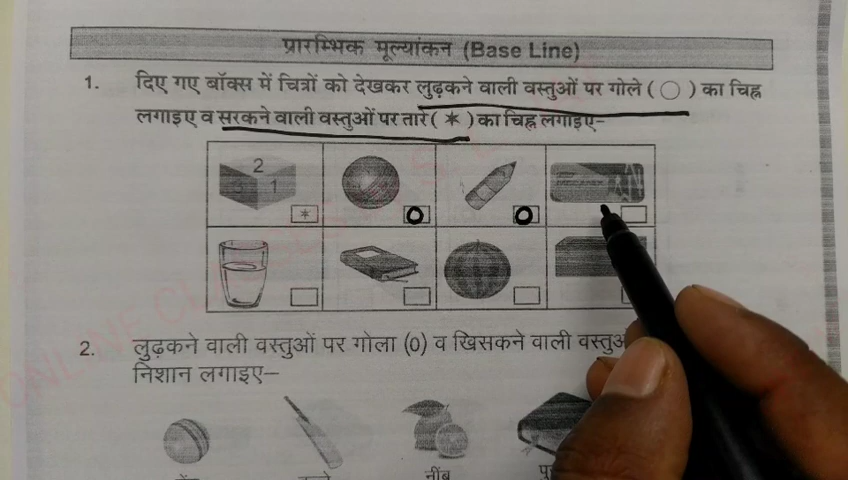 प्रारम्भिक मूल्यांकन (Base Line)
1. दिए गए बॉक्स में चित्रों को देखकर लुढ़कने वाली वस्तुओं पर गोले ( ◯ ) का चिह्न
लगाइए व सरकने वाली वस्तुओं पर तारे ( * ) का चिह्न लगाइए–
2
3 1
*
O
O
2. लुढ़कने वाली वस्तुओं पर गोला (0) व खिसकने वाली
निशान लगाइए–
नींबू